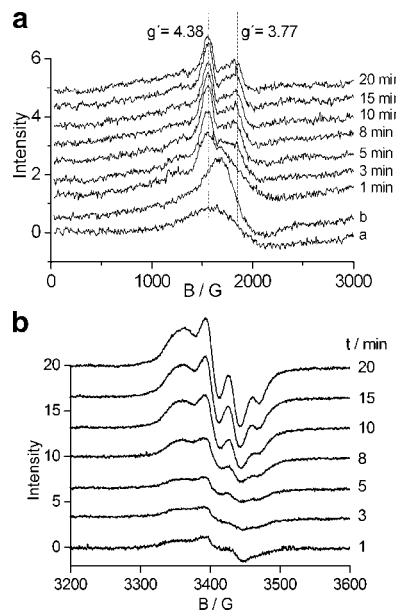 a
g´= 4.38 g´= 3.77
Intensity
6
4
2
0
20 min
15 min
10 min
8 min
5 min
3 min
1 min
b
a
0 1000 2000 3000
B / G
b
t / min
Intensity
20
15
10
5
0
20
15
10
8
5
3
1
3200 3300 3400 3500 3600
B / G